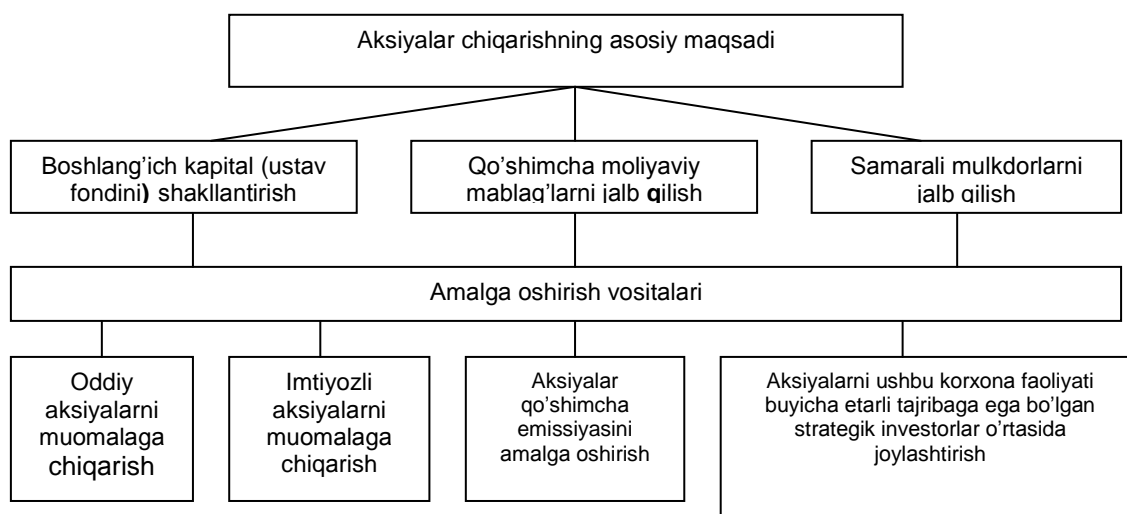 Aksiyalar chiqarishning asosiy maqsadi
Boshlang’ich kapital (ustav
fondini) shakllantirish
Qo’shimcha moliyaviy
mablag’larni jalb qilish
Samarali mulkdorlarni
jalb qilish
Amalga oshirish vositalari
Oddiy
aksiyalarni
muomalaga
chiqarish
Imtiyozli
aksiyalarni
muomalaga
chiqarish
Aksiyalar
qo’shimcha
emissiyasini
amalga oshirish
Aksiyalarni ushbu korxona faoliyati
buyicha etarli tajribaga ega bo’lgan
strategik investorlar o’rtasida
joylashtirish